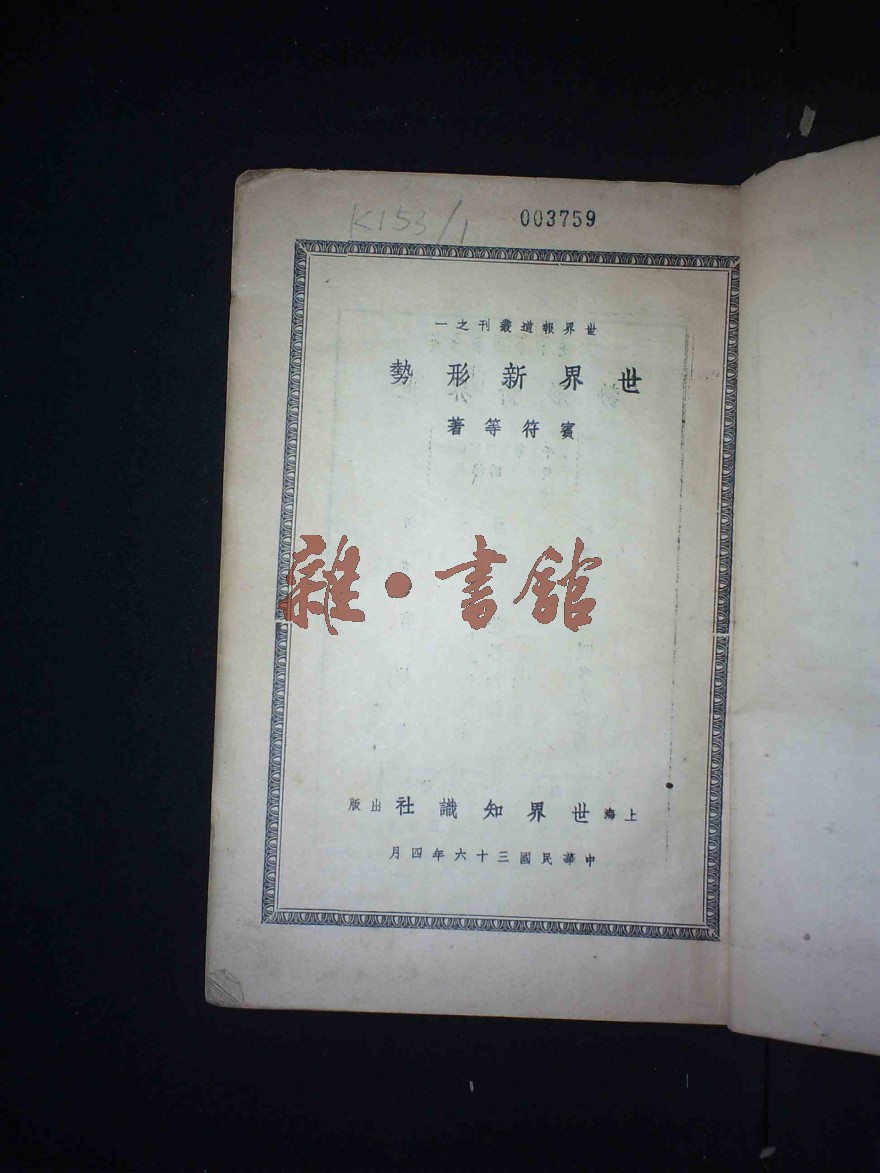 K153/1
003759
世界報道叢刊之一
世界新形勢
賓符等著
雜·書館
上海世界知識社出版
中華民國三十六年四月